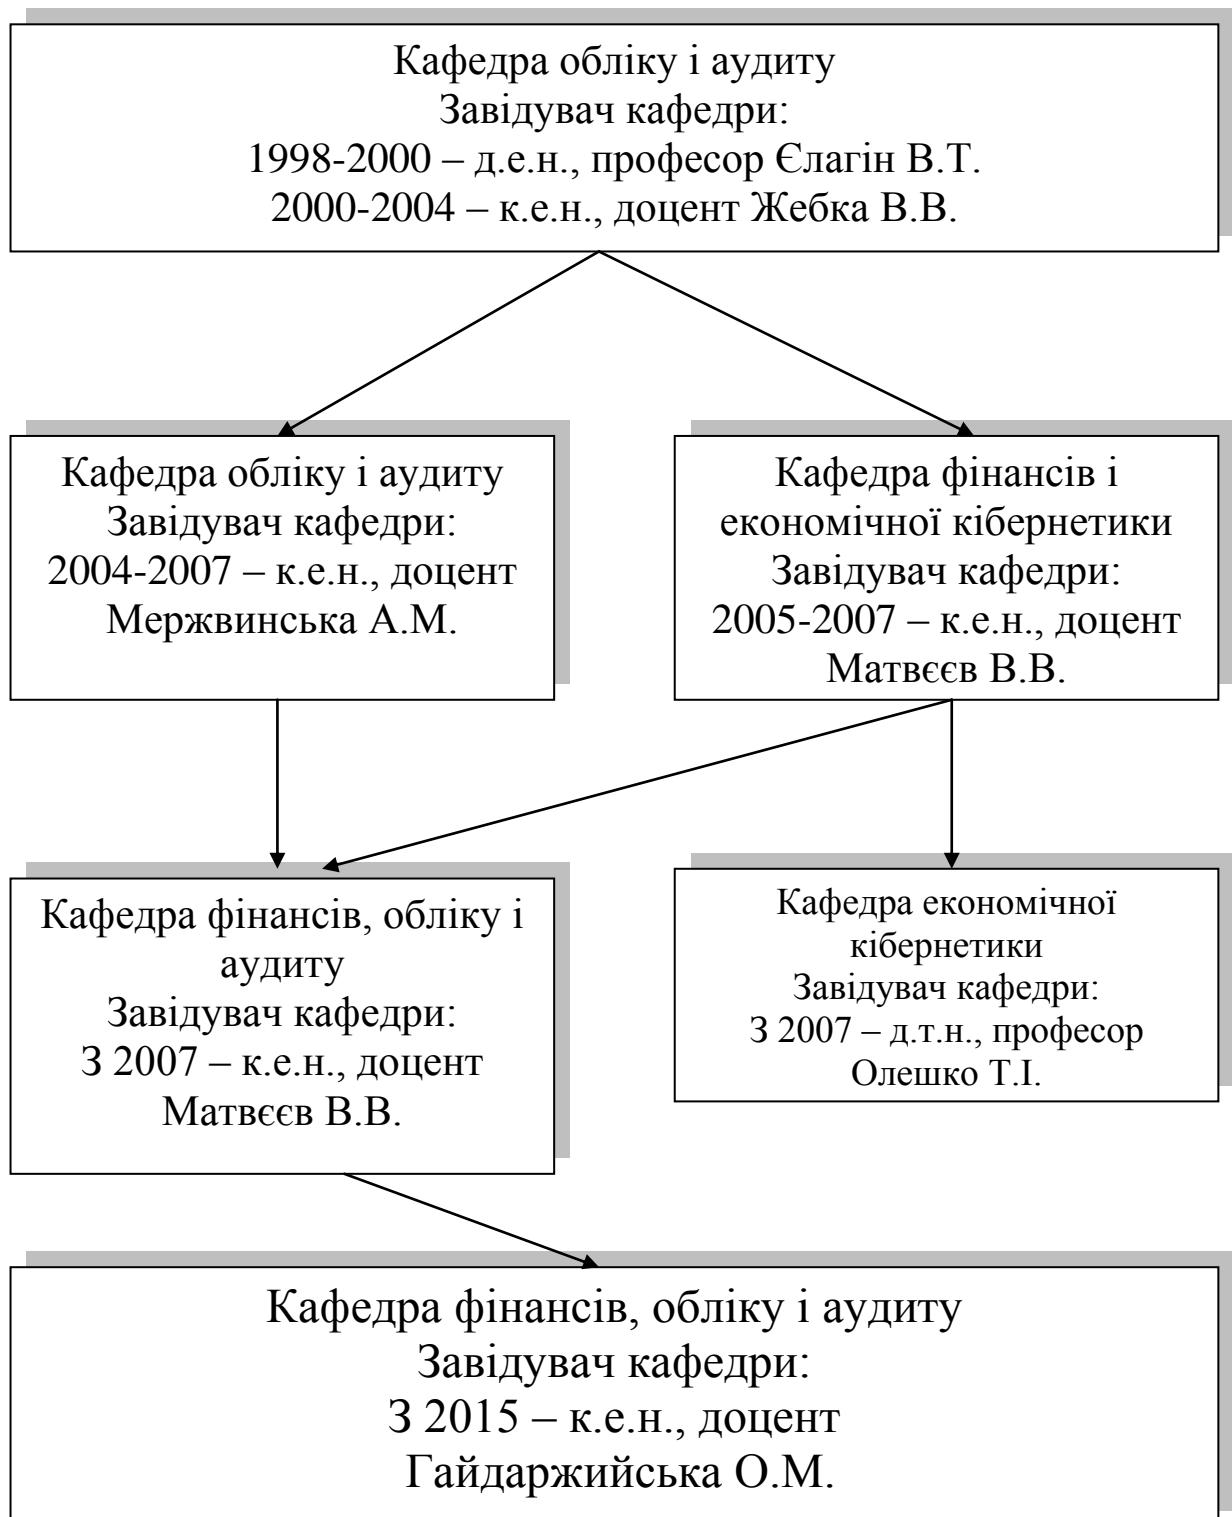 Кафедра обліку і аудиту
Завідувач кафедри:
1998-2000 – д.е.н., професор Єлагін В.Т.
2000-2004 – к.е.н., доцент Жебка В.В.
Кафедра обліку і аудиту
Завідувач кафедри:
2004-2007 – к.е.н., доцент
Мержвинська А.М.
Кафедра фінансів і
економічної кібернетики
Завідувач кафедри:
2005-2007 – к.е.н., доцент
Матвєєв В.В.
Кафедра фінансів, обліку і
аудиту
Завідувач кафедри:
З 2007 – к.е.н., доцент
Матвєєв В.В.
Кафедра економічної
кібернетики
Завідувач кафедри:
З 2007 – д.т.н., професор
Олешко Т.І.
Кафедра фінансів, обліку і аудиту
Завідувач кафедри:
З 2015 – к.е.н., доцент
Гайдаржийська О.М.